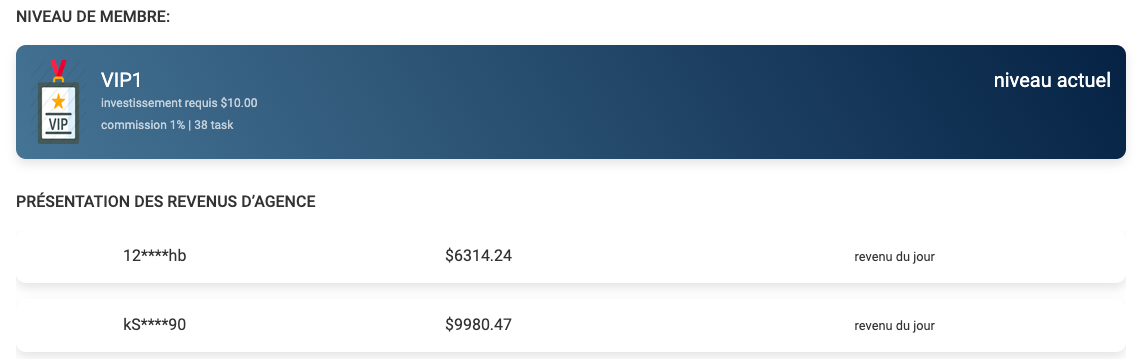 NIVEAU DE MEMBRE:
VIP1
niveau actuel
investissement requis $10.00
commission 1% | 38 task
VIP
PRÉSENTATION DES REVENUS D’AGENCE
12****hb $6314.24 revenu du jour
kS****90 $9980.47 revenu du jour